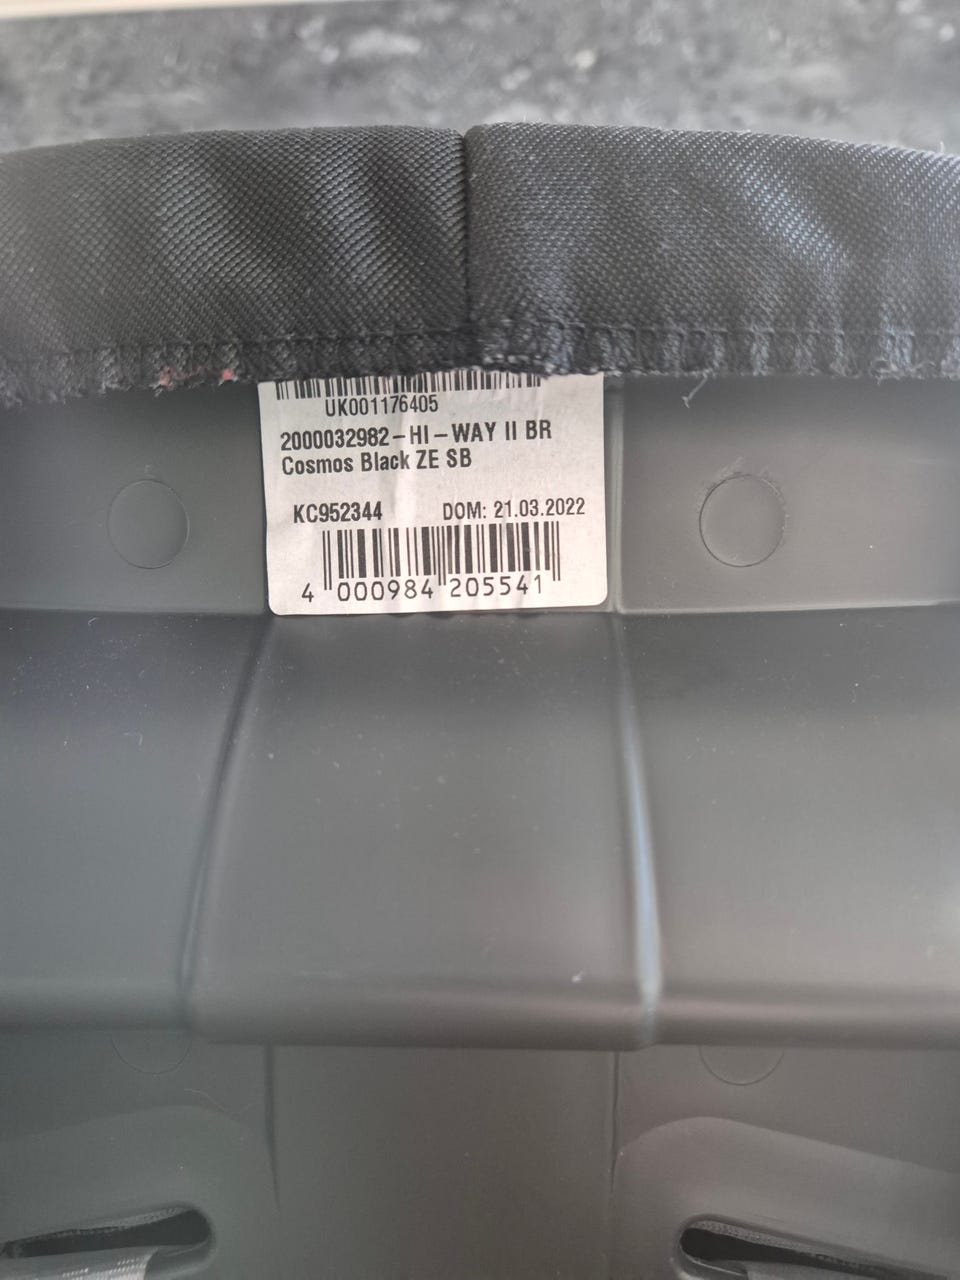 UK001176405
2000032982-HI-WAY II BR
Cosmos Black ZE SB
KC952344 DOM: 21.03.2022
4 000984 205541